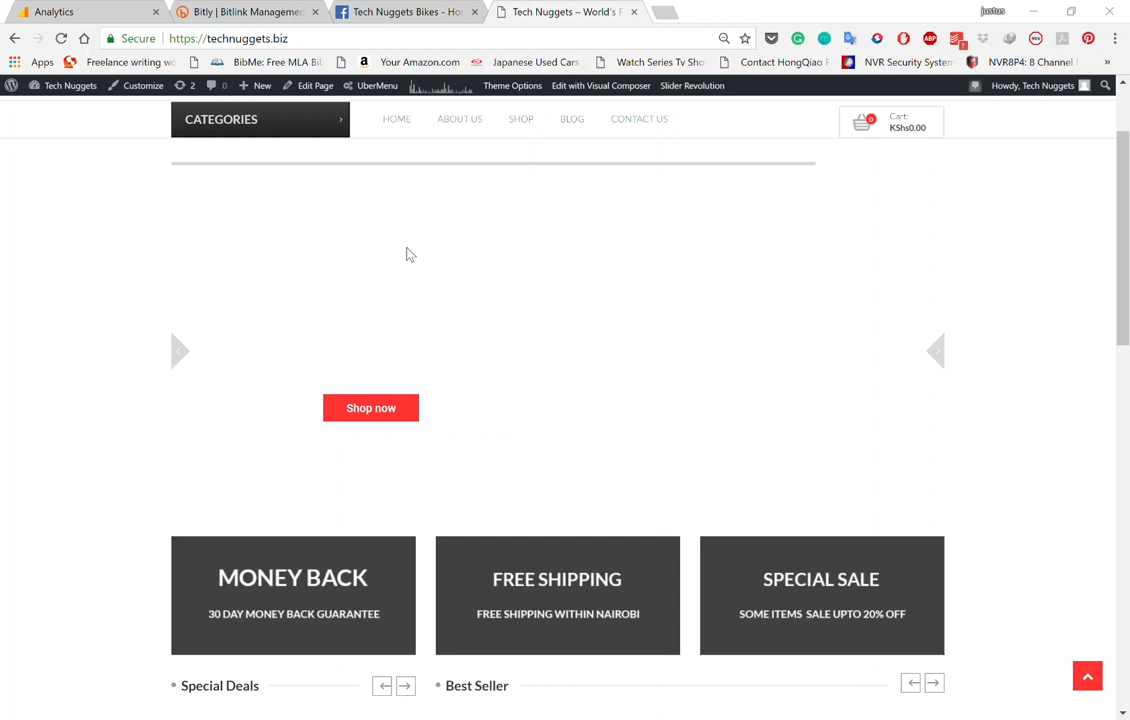 Analytics
Bitly | Bitlink Managemen
Tech Nuggets Bikes - Ho
Tech Nuggets – World's F
justus
Secure
https://technuggets.biz
Apps
Freelance writing wo
BibMe: Free MLA Bib
Your Amazon.com
Japanese Used Cars
Watch Series Tv Sho
Contact HongQiao F
NVR Security System
NVR8P4: 8 Channel
»
Tech Nuggets
Customize
2
0
New
Edit Page
UberMenu
Theme Options
Edit with Visual Composer
Slider Revolution
Howdy, Tech Nuggets
CATEGORIES
HOME
ABOUT US
SHOP
BLOG
CONTACT US
0
Cart:
KShs0.00
Shop now
MONEY BACK
30 DAY MONEY BACK GUARANTEE
FREE SHIPPING
FREE SHIPPING WITHIN NAIROBI
SPECIAL SALE
SOME ITEMS SALE UPTO 20% OFF
Special Deals
Best Seller